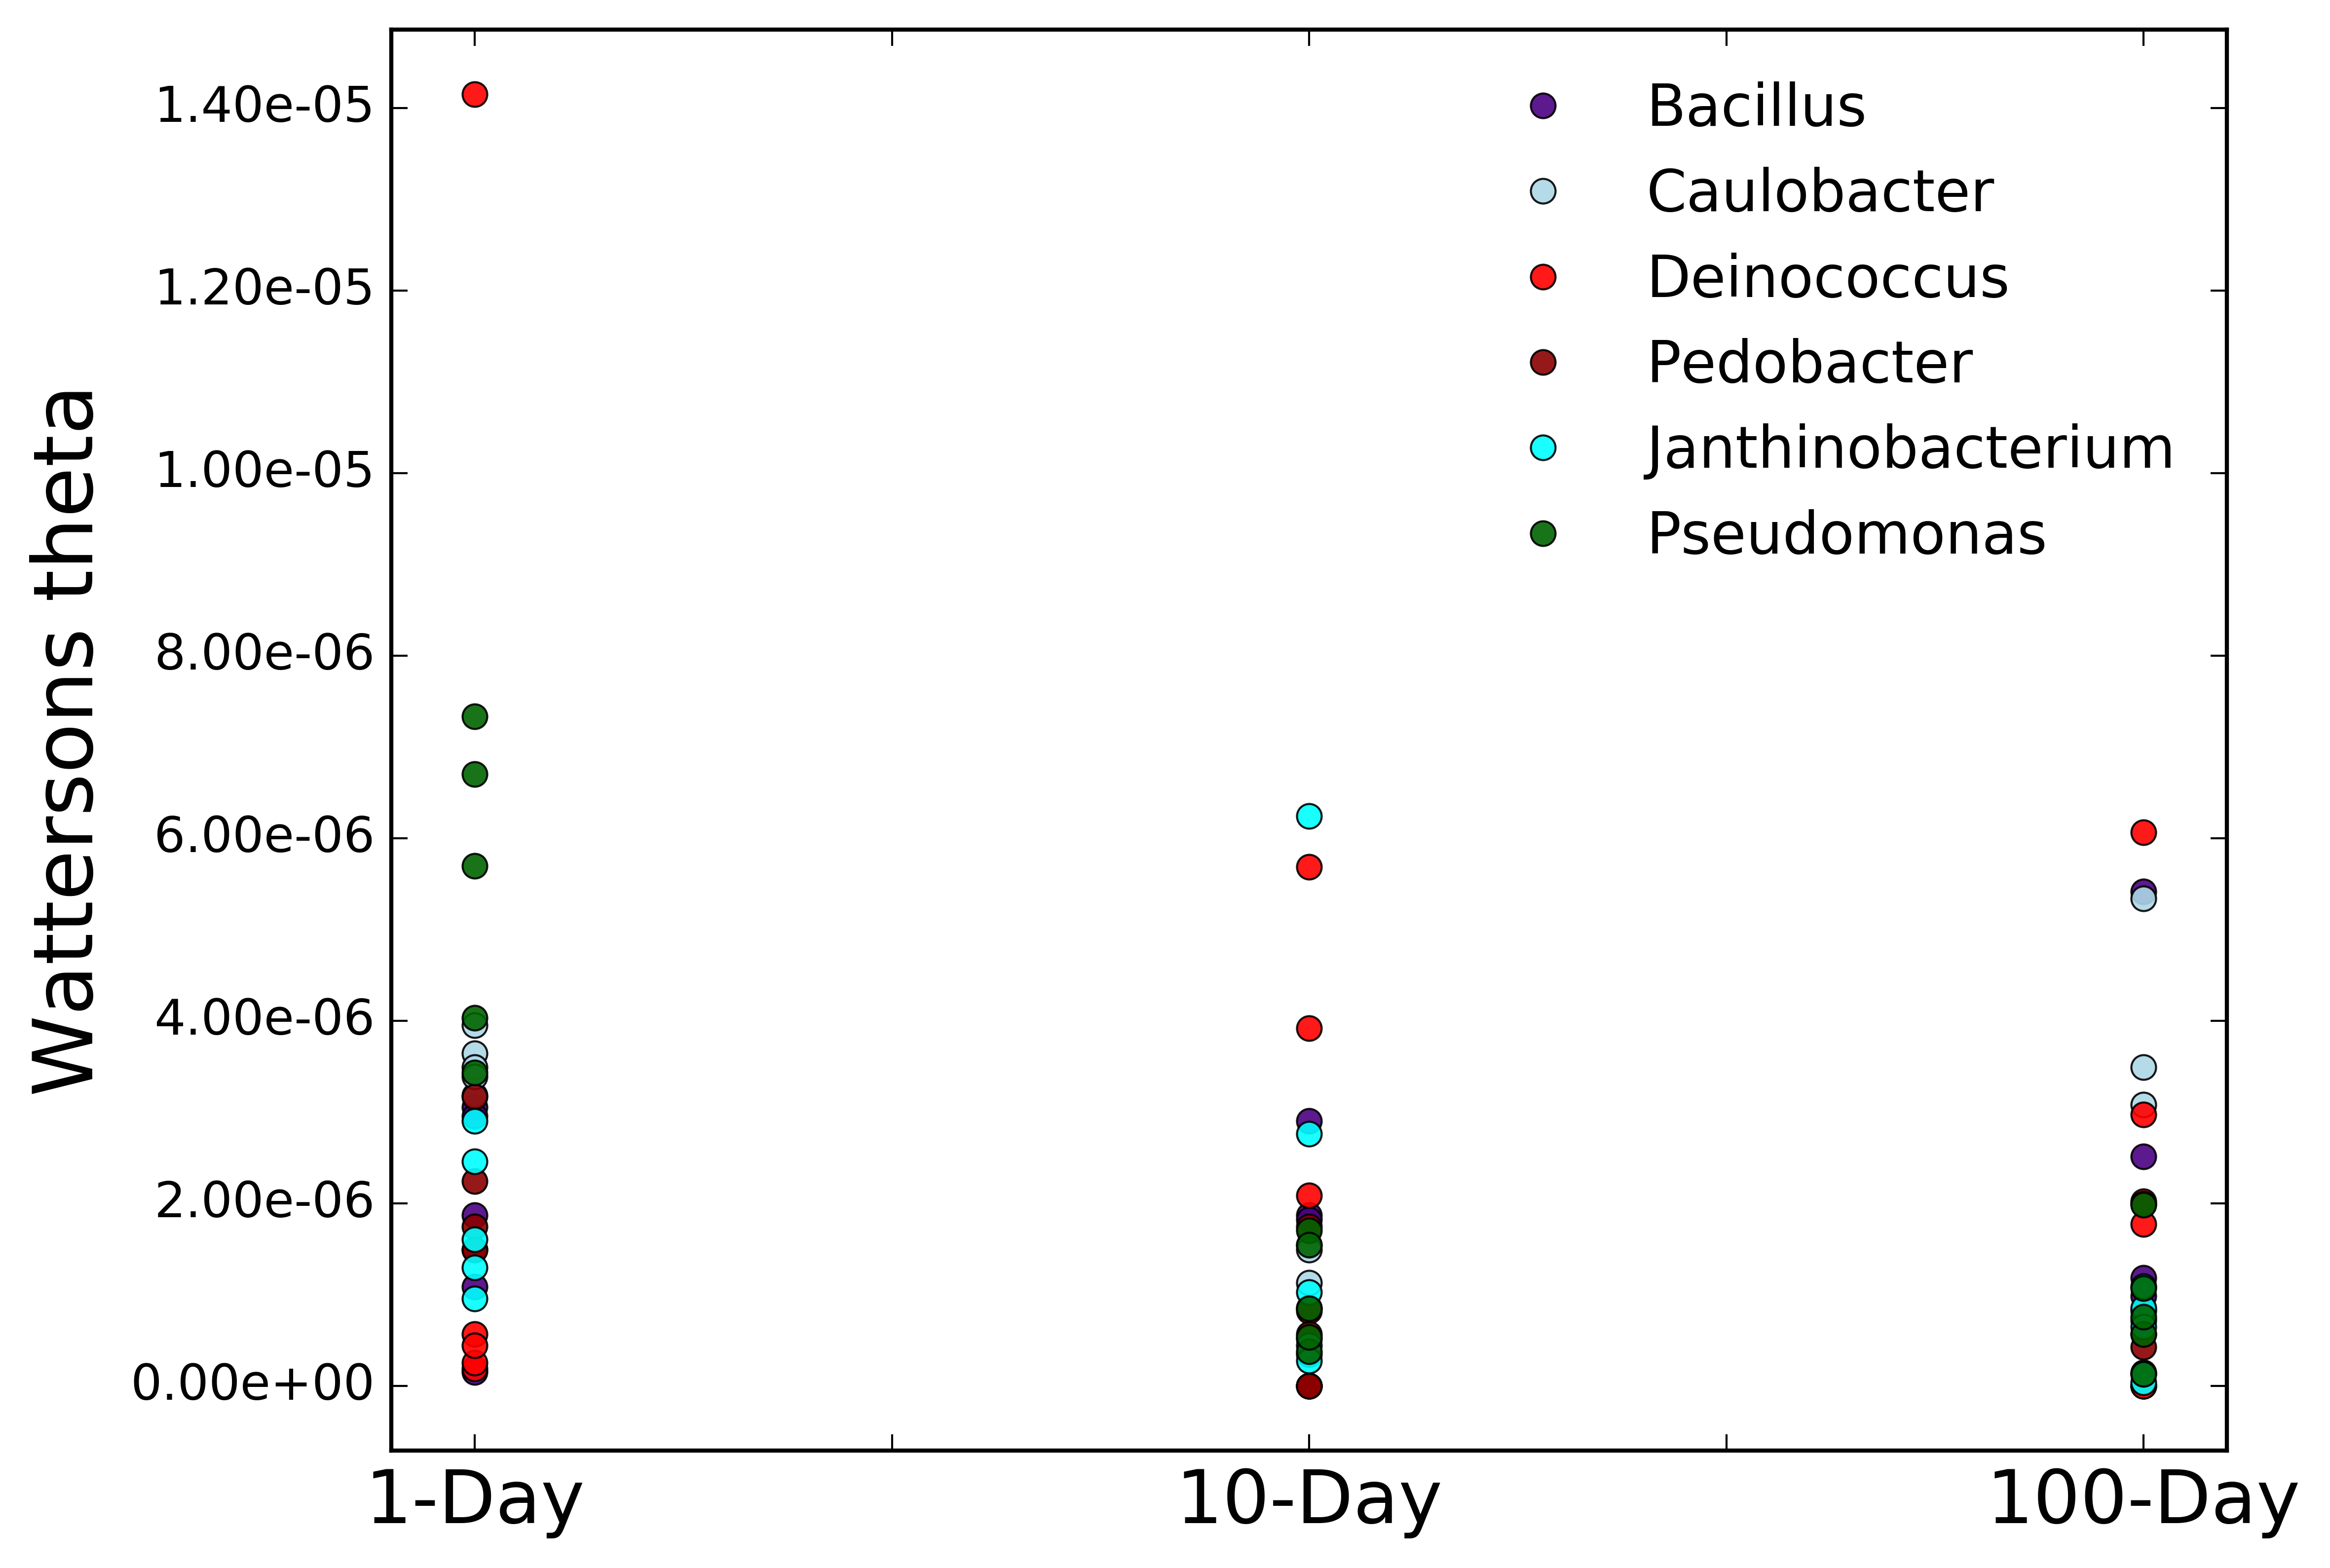 Wattersons theta
1.40e-05
1.20e-05
1.00e-05
8.00e-06
6.00e-06
4.00e-06
2.00e-06
0.00e+00
Bacillus
Caulobacter
Deinococcus
Pedobacter
Janthinobacterium
Pseudomonas
1-Day
10-Day
100-Day